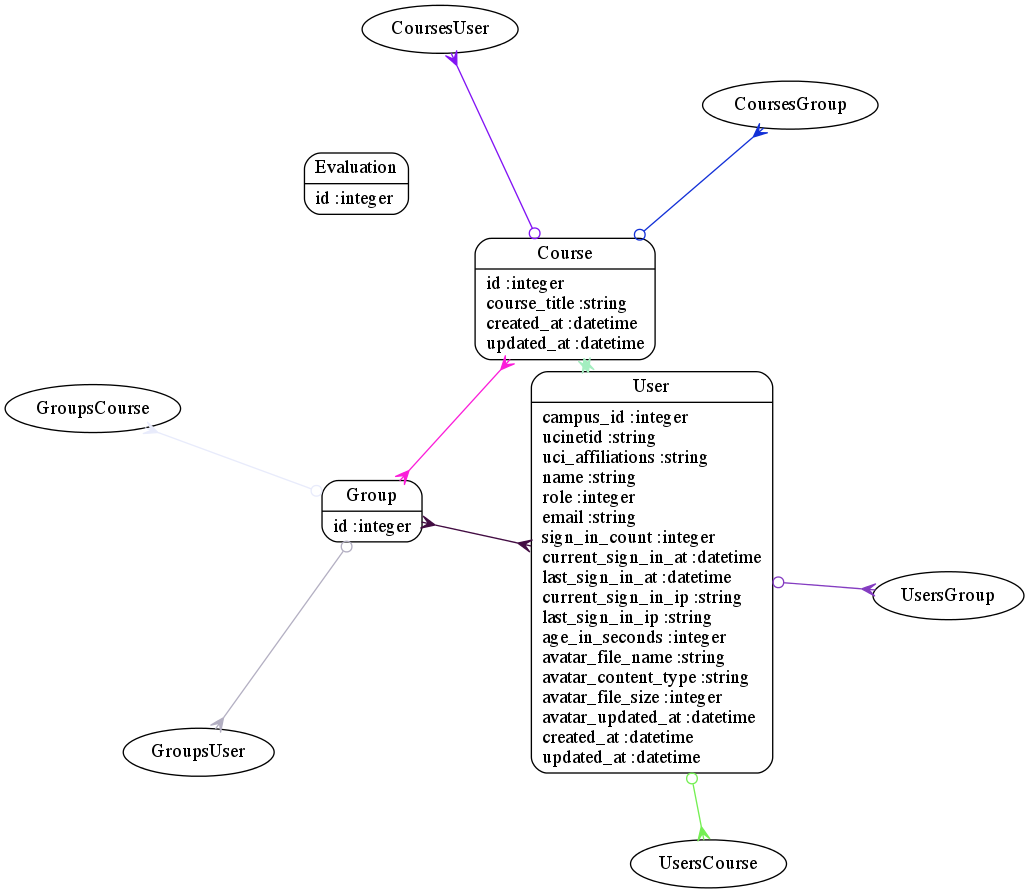 CoursesUser
CoursesGroup
Evaluation
id :integer
Course
id :integer
course_title :string
created_at :datetime
updated_at :datetime
User
campus_id :integer
ucinetid :string
uci_affiliations :string
name :string
role :integer
email :string
sign_in_count :integer
current_sign_in_at :datetime
last_sign_in_at :datetime
current_sign_in_ip :string
last_sign_in_ip :string
age_in_seconds :integer
avatar_file_name :string
avatar_content_type :string
avatar_file_size :integer
avatar_updated_at :datetime
created_at :datetime
updated_at :datetime
GroupsCourse
Group
id :integer
UsersGroup
GroupsUser
UsersCourse